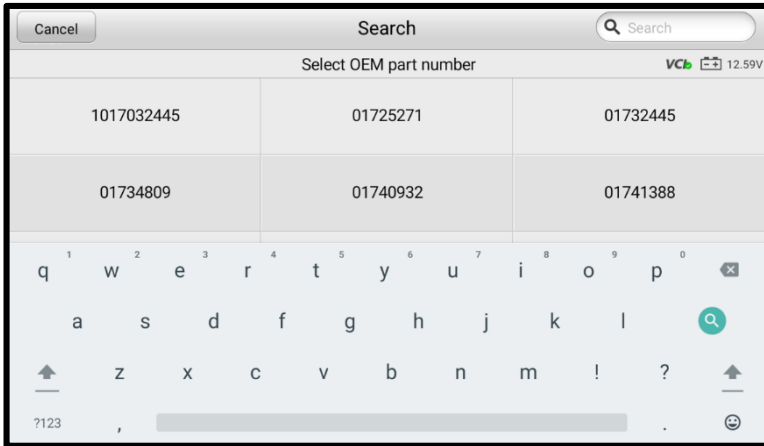 Cancel Search Search
Select OEM part number VCI 12.59V
1017032445 01725271 01732445
01734809 01740932 01741388
q 1 w 2 e 3 r 4 t 5 y 6 u 7 i 8 o 9 p 0
a s d f g h j k l
z x c v b n m ! ?
?123 , .